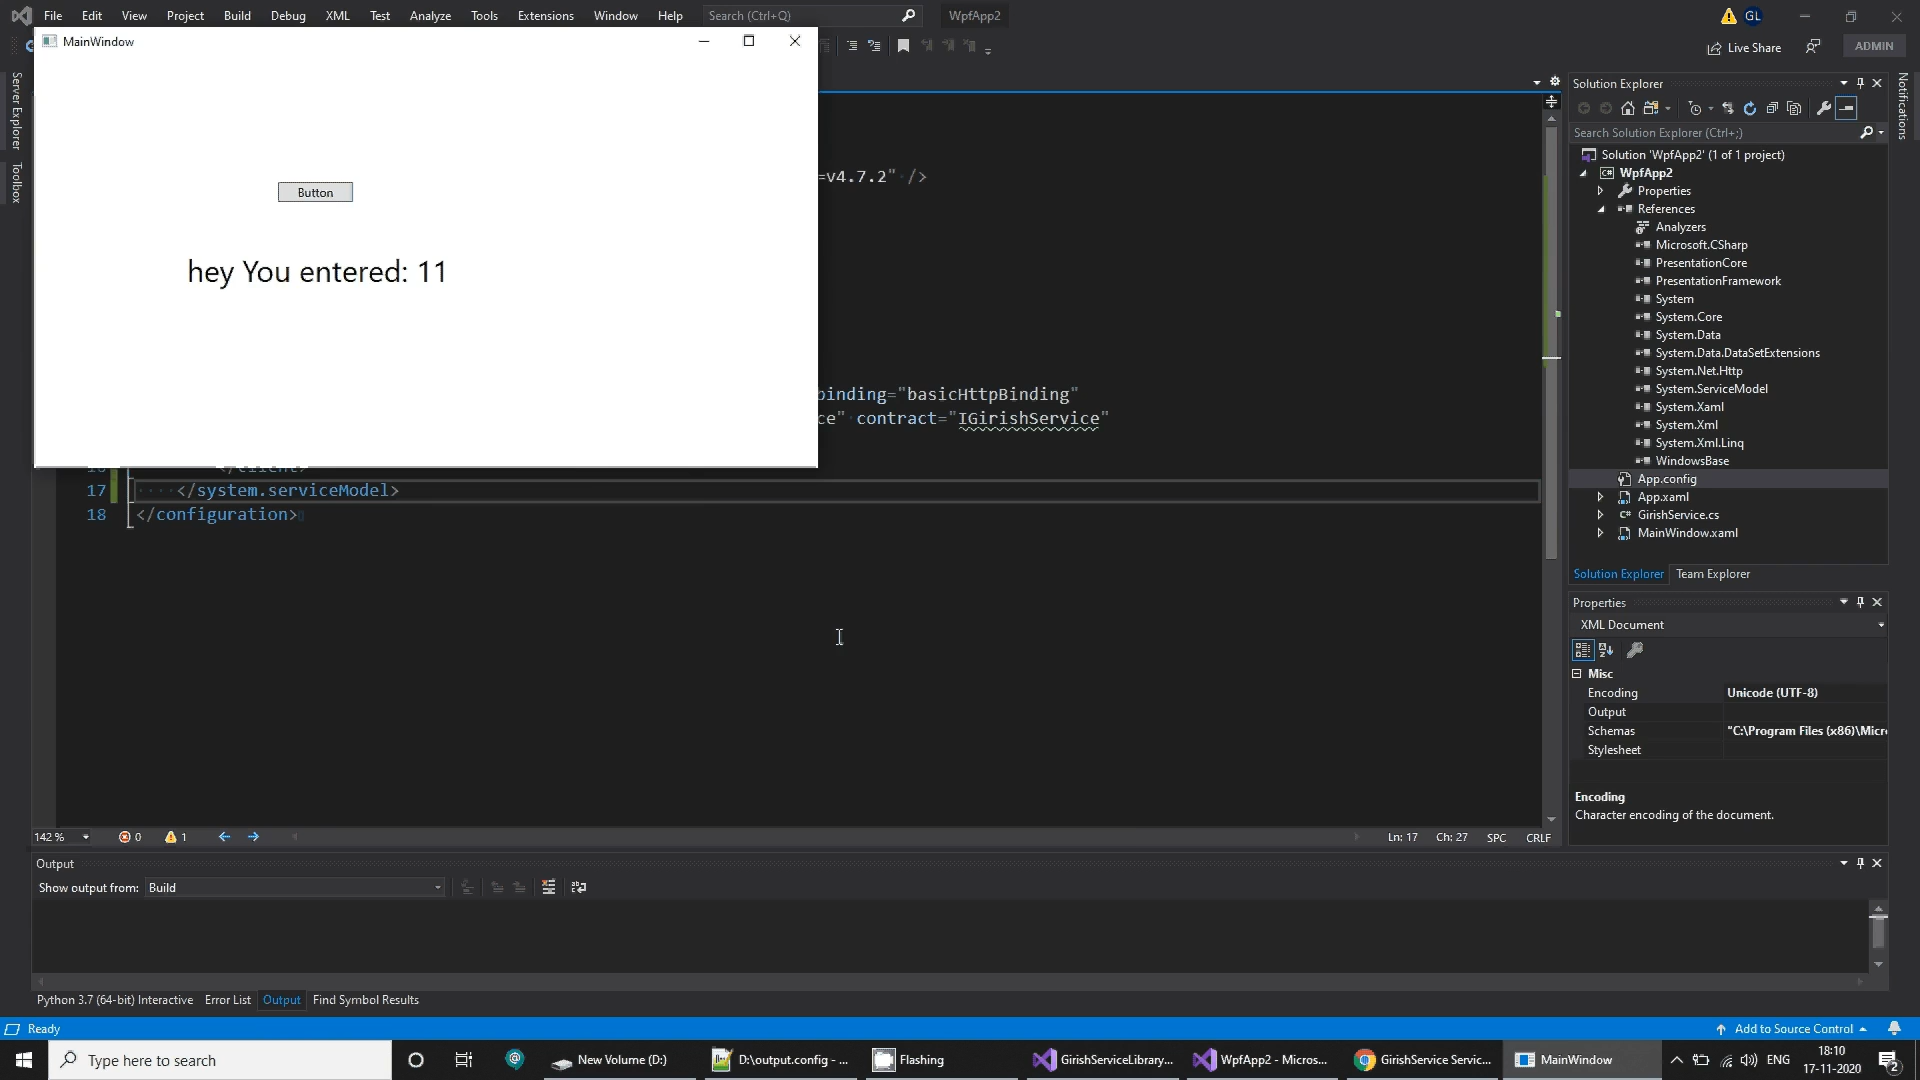 File Edit View Project Build Debug XML Test Analyze Tools Extensions Window Help Search (Ctrl+Q) WpfApp2 GL
MainWindow
Live Share ADMIN
Server Explorer
Toolbox
Notifications
Button
hey You entered: 11
=v4.7.2" />
binding="basicHttpBinding"
ce" contract="IGirishService"
16 </client>
17 </system.serviceModel>
18 </configuration>
Solution Explorer
Search Solution Explorer (Ctrl+;)
Solution 'WpfApp2' (1 of 1 project)
C# WpfApp2
Properties
References
Analyzers
Microsoft.CSharp
PresentationCore
PresentationFramework
System
System.Core
System.Data
System.Data.DataSetExtensions
System.Net.Http
System.ServiceModel
System.Xaml
System.Xml
System.Xml.Linq
WindowsBase
App.config
App.xaml
C# GirishService.cs
MainWindow.xaml
Solution Explorer Team Explorer
Properties
XML Document
Misc
Encoding Unicode (UTF-8)
Output
Schemas "C:\Program Files (x86)\Micr
Stylesheet
Encoding
Character encoding of the document.
142 % 0 1 Ln: 17 Ch: 27 SPC CRLF
Output
Show output from: Build
Python 3.7 (64-bit) Interactive Error List Output Find Symbol Results
Ready Add to Source Control
Type here to search New Volume (D:) D:\output.config - ... Flashing GirishServiceLibrary... WpfApp2 - Micros... GirishService Servic... MainWindow ENG 18:10
17-11-2020 2